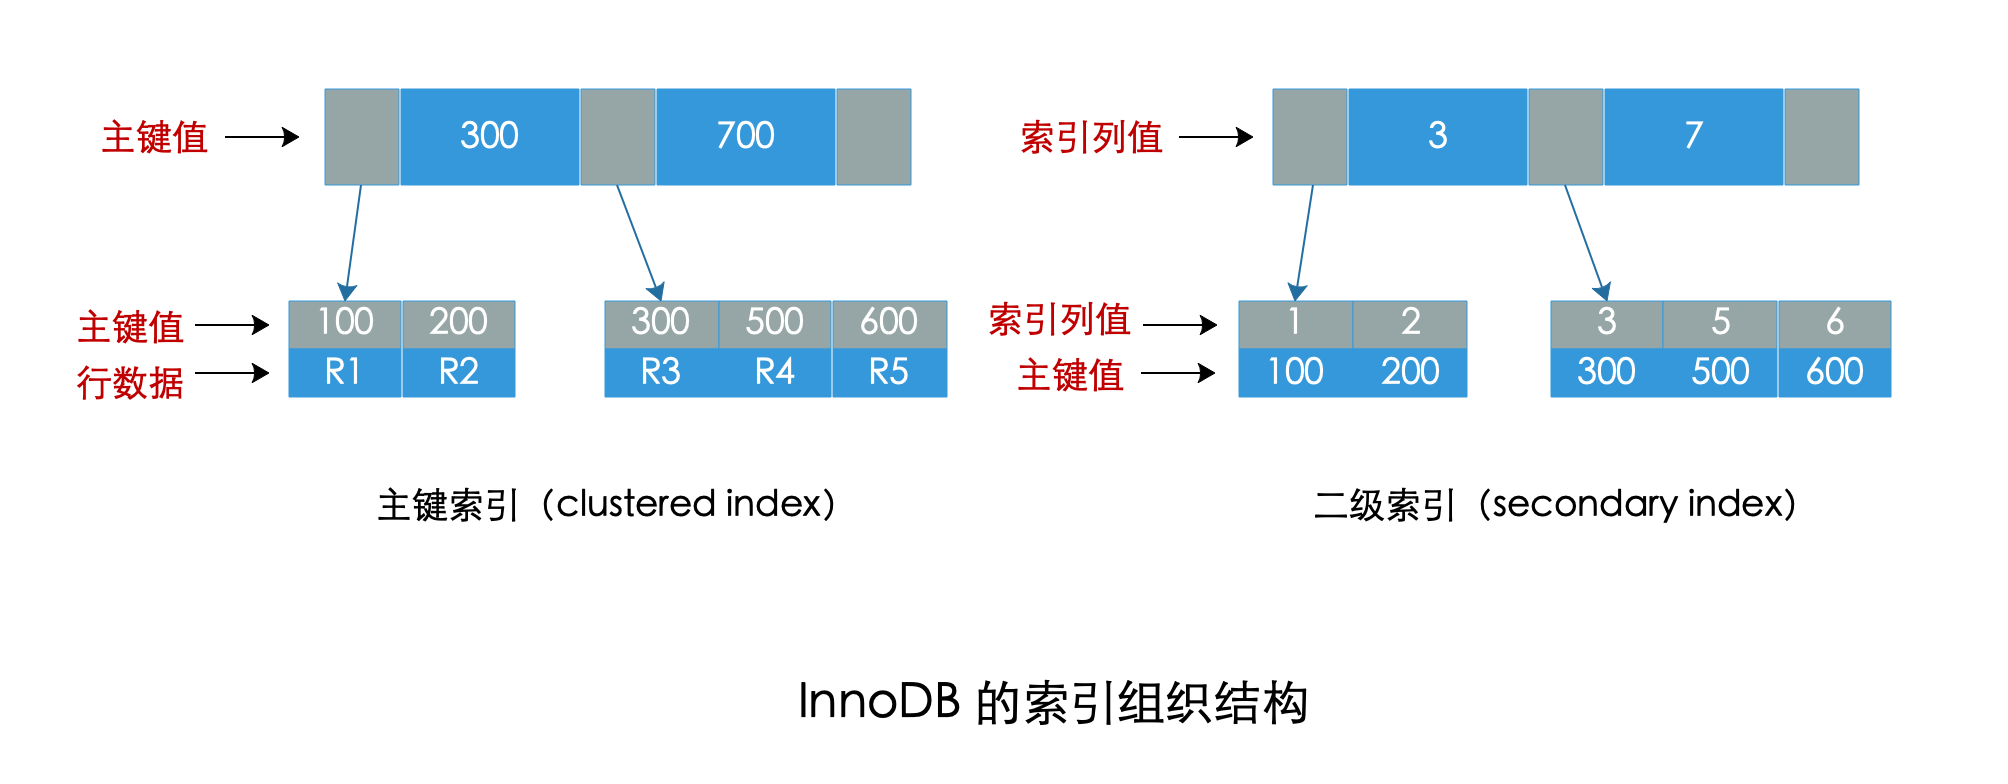 主键值 300 700
主键值 100 200 300 500 600
行数据 R1 R2 R3 R4 R5
主键索引（clustered index）
索引列值 3 7
索引列值 1 2 3 5 6
主键值 100 200 300 500 600
二级索引（secondary index）
InnoDB 的索引组织结构